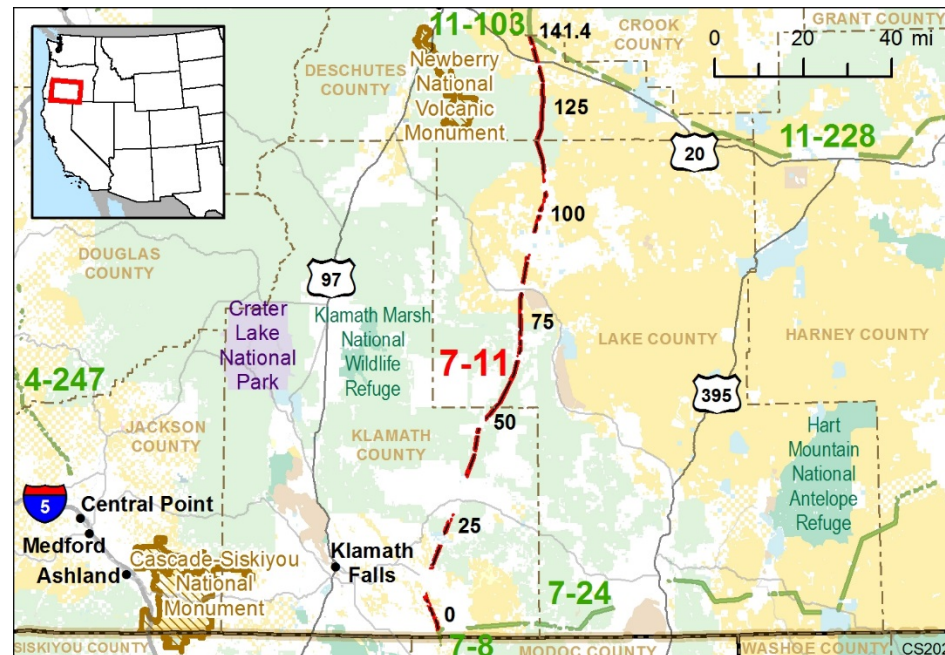 11-103
141.4
CROOK
COUNTY
GRANT COUNTY
0 20 40 mi
DESCHUTES
COUNTY
Newberry
National
Volcanic
Monument
125
20
11-228
100
DOUGLAS
COUNTY
97
Crater
Lake
National
Park
Klamath Marsh
National
Wildlife
Refuge
75
LAKE COUNTY
HARNEY COUNTY
7-11
4-247
395
50
JACKSON
COUNTY
KLAMATH
COUNTY
Hart
Mountain
National
Antelope
Refuge
5
Central Point
25
Medford
Ashland
Cascade-Siskiyou
National
Monument
Klamath
Falls
7-24
0
7-8
SISKIYOU COUNTY
MODOC COUNTY
WASHOE COUNTY
CS202